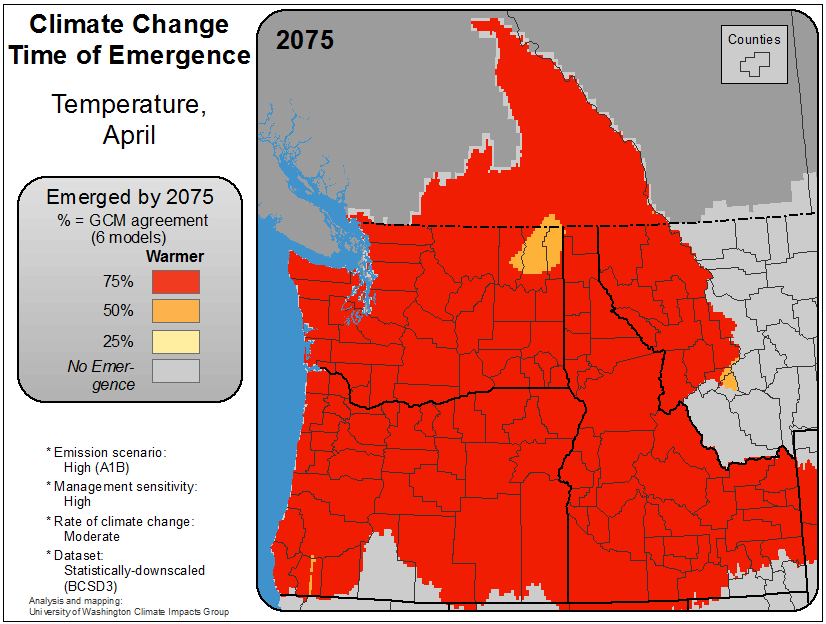 Climate Change
Time of Emergence
Temperature,
April
Emerged by 2075
% = GCM agreement
(6 models)
Warmer
75%
50%
25%
No Emer-
gence
* Emission scenario:
High (A1B)
* Management sensitivity:
High
* Rate of climate change:
Moderate
* Dataset:
Statistically-downscaled
(BCSD3)
Analysis and mapping:
University of Washington Climate Impacts Group
2075
Counties